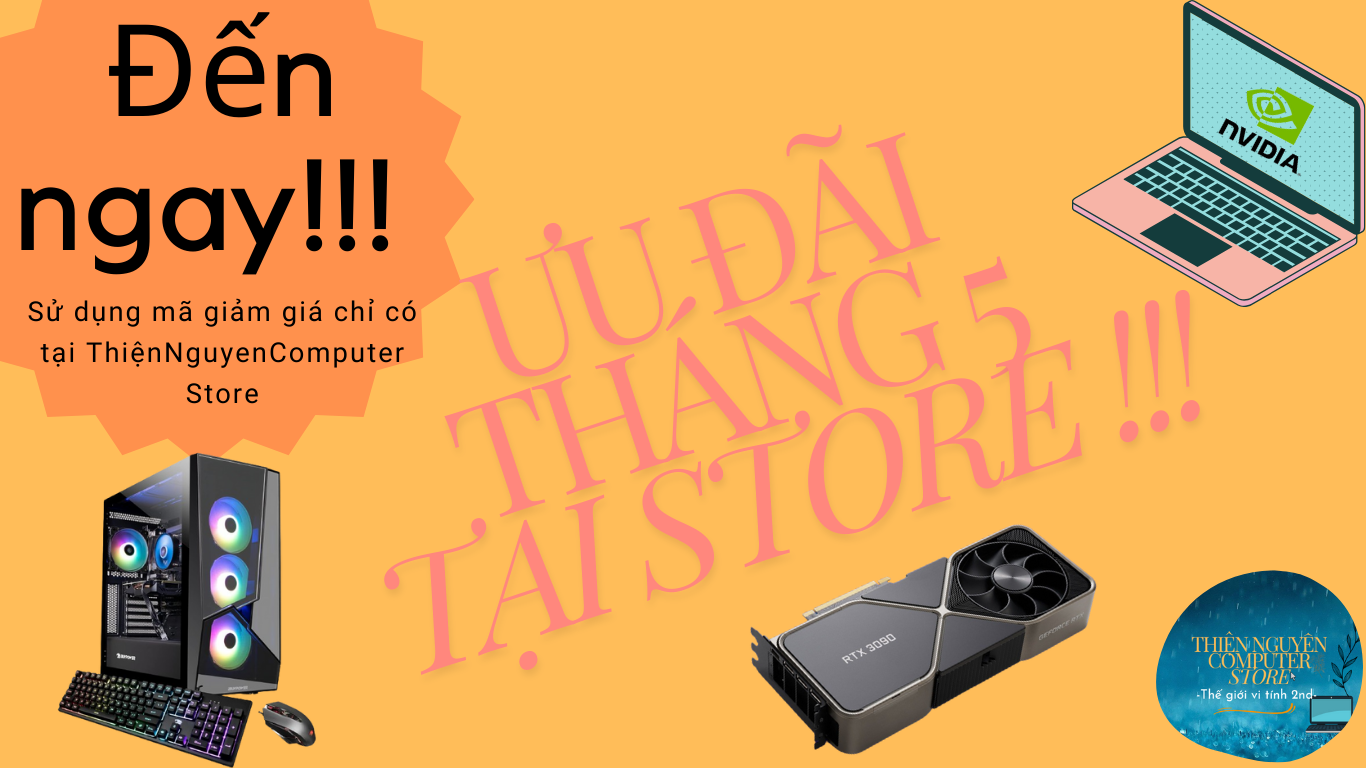 Đến
ngay!!!
Sử dụng mã giảm giá chỉ có
tại ThiệnNguyenComputer
Store
ƯU ĐÃI
THÁNG 5
TẠI STORE !!!
NVIDIA
RTX 3090
GEFORCE RTX
THIỆN NGUYÊN
COMPUTER
STORE
-Thế giới vi tính 2nd-